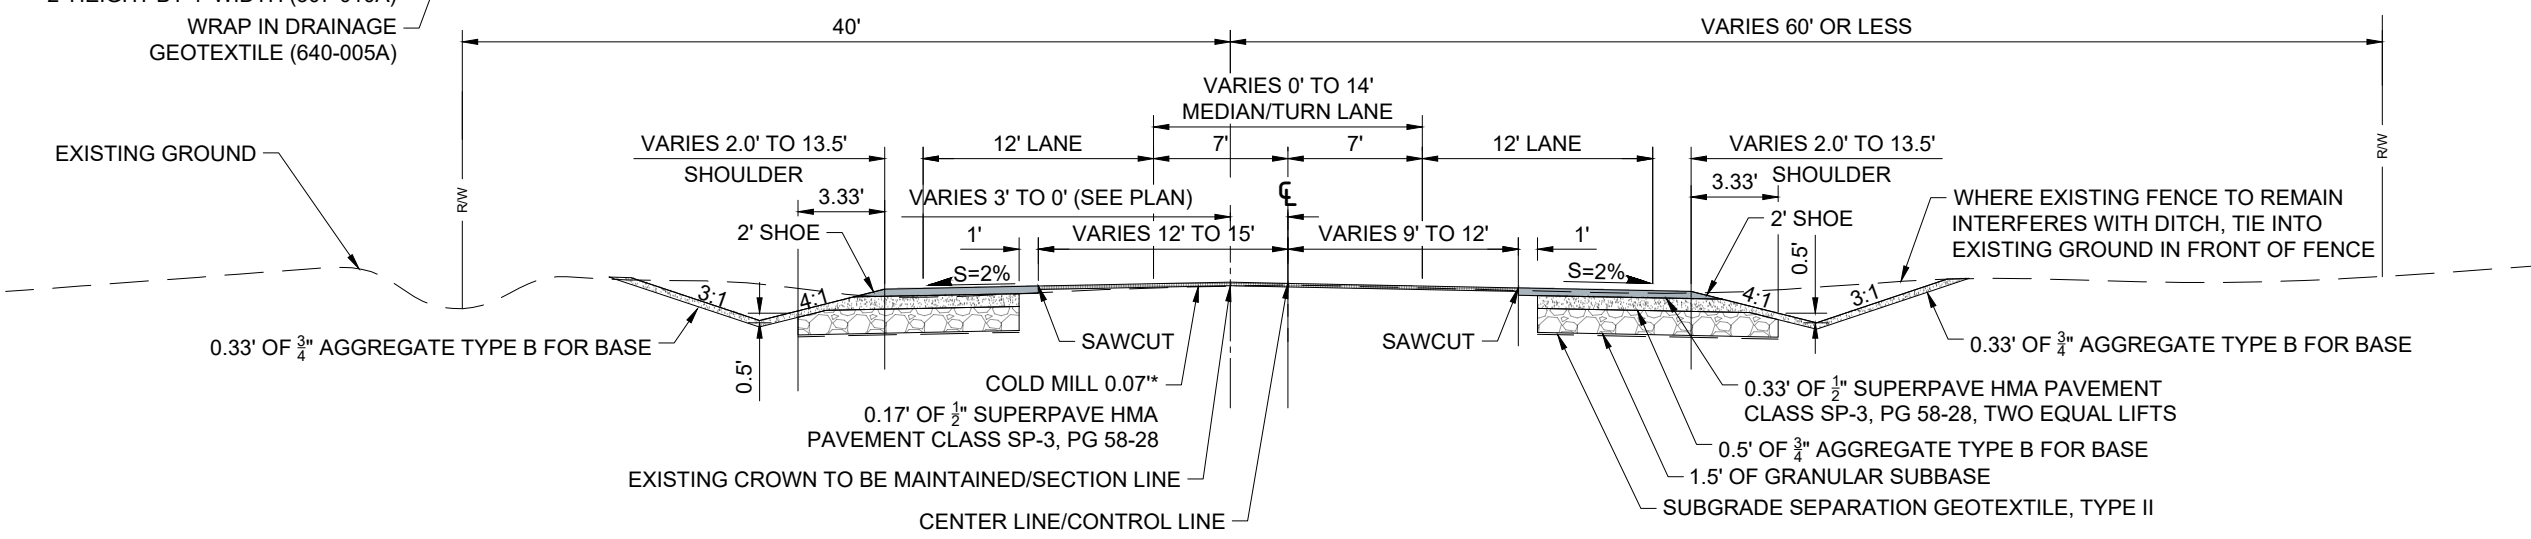 WRAP IN DRAINAGE
GEOTEXTILE (640-005A)
40'
VARIES 60' OR LESS
VARIES 0' TO 14'
MEDIAN/TURN LANE
EXISTING GROUND
VARIES 2.0' TO 13.5'
SHOULDER
12' LANE
7'
7'
12' LANE
VARIES 2.0' TO 13.5'
SHOULDER
R/W
R/W
3.33'
VARIES 3' TO 0' (SEE PLAN)
CL
3.33'
WHERE EXISTING FENCE TO REMAIN
INTERFERES WITH DITCH, TIE INTO
EXISTING GROUND IN FRONT OF FENCE
2' SHOE
1'
VARIES 12' TO 15'
VARIES 9' TO 12'
1'
2' SHOE
0.5'
S=2%
S=2%
3:1
4:1
4:1
3:1
0.33' OF 3/4" AGGREGATE TYPE B FOR BASE
0.5'
SAWCUT
SAWCUT
0.33' OF 3/4" AGGREGATE TYPE B FOR BASE
COLD MILL 0.07'*
0.17' OF 1/2" SUPERPAVE HMA
PAVEMENT CLASS SP-3, PG 58-28
0.33' OF 1/2" SUPERPAVE HMA PAVEMENT
CLASS SP-3, PG 58-28, TWO EQUAL LIFTS
0.5' OF 3/4" AGGREGATE TYPE B FOR BASE
EXISTING CROWN TO BE MAINTAINED/SECTION LINE
1.5' OF GRANULAR SUBBASE
CENTER LINE/CONTROL LINE
SUBGRADE SEPARATION GEOTEXTILE, TYPE II